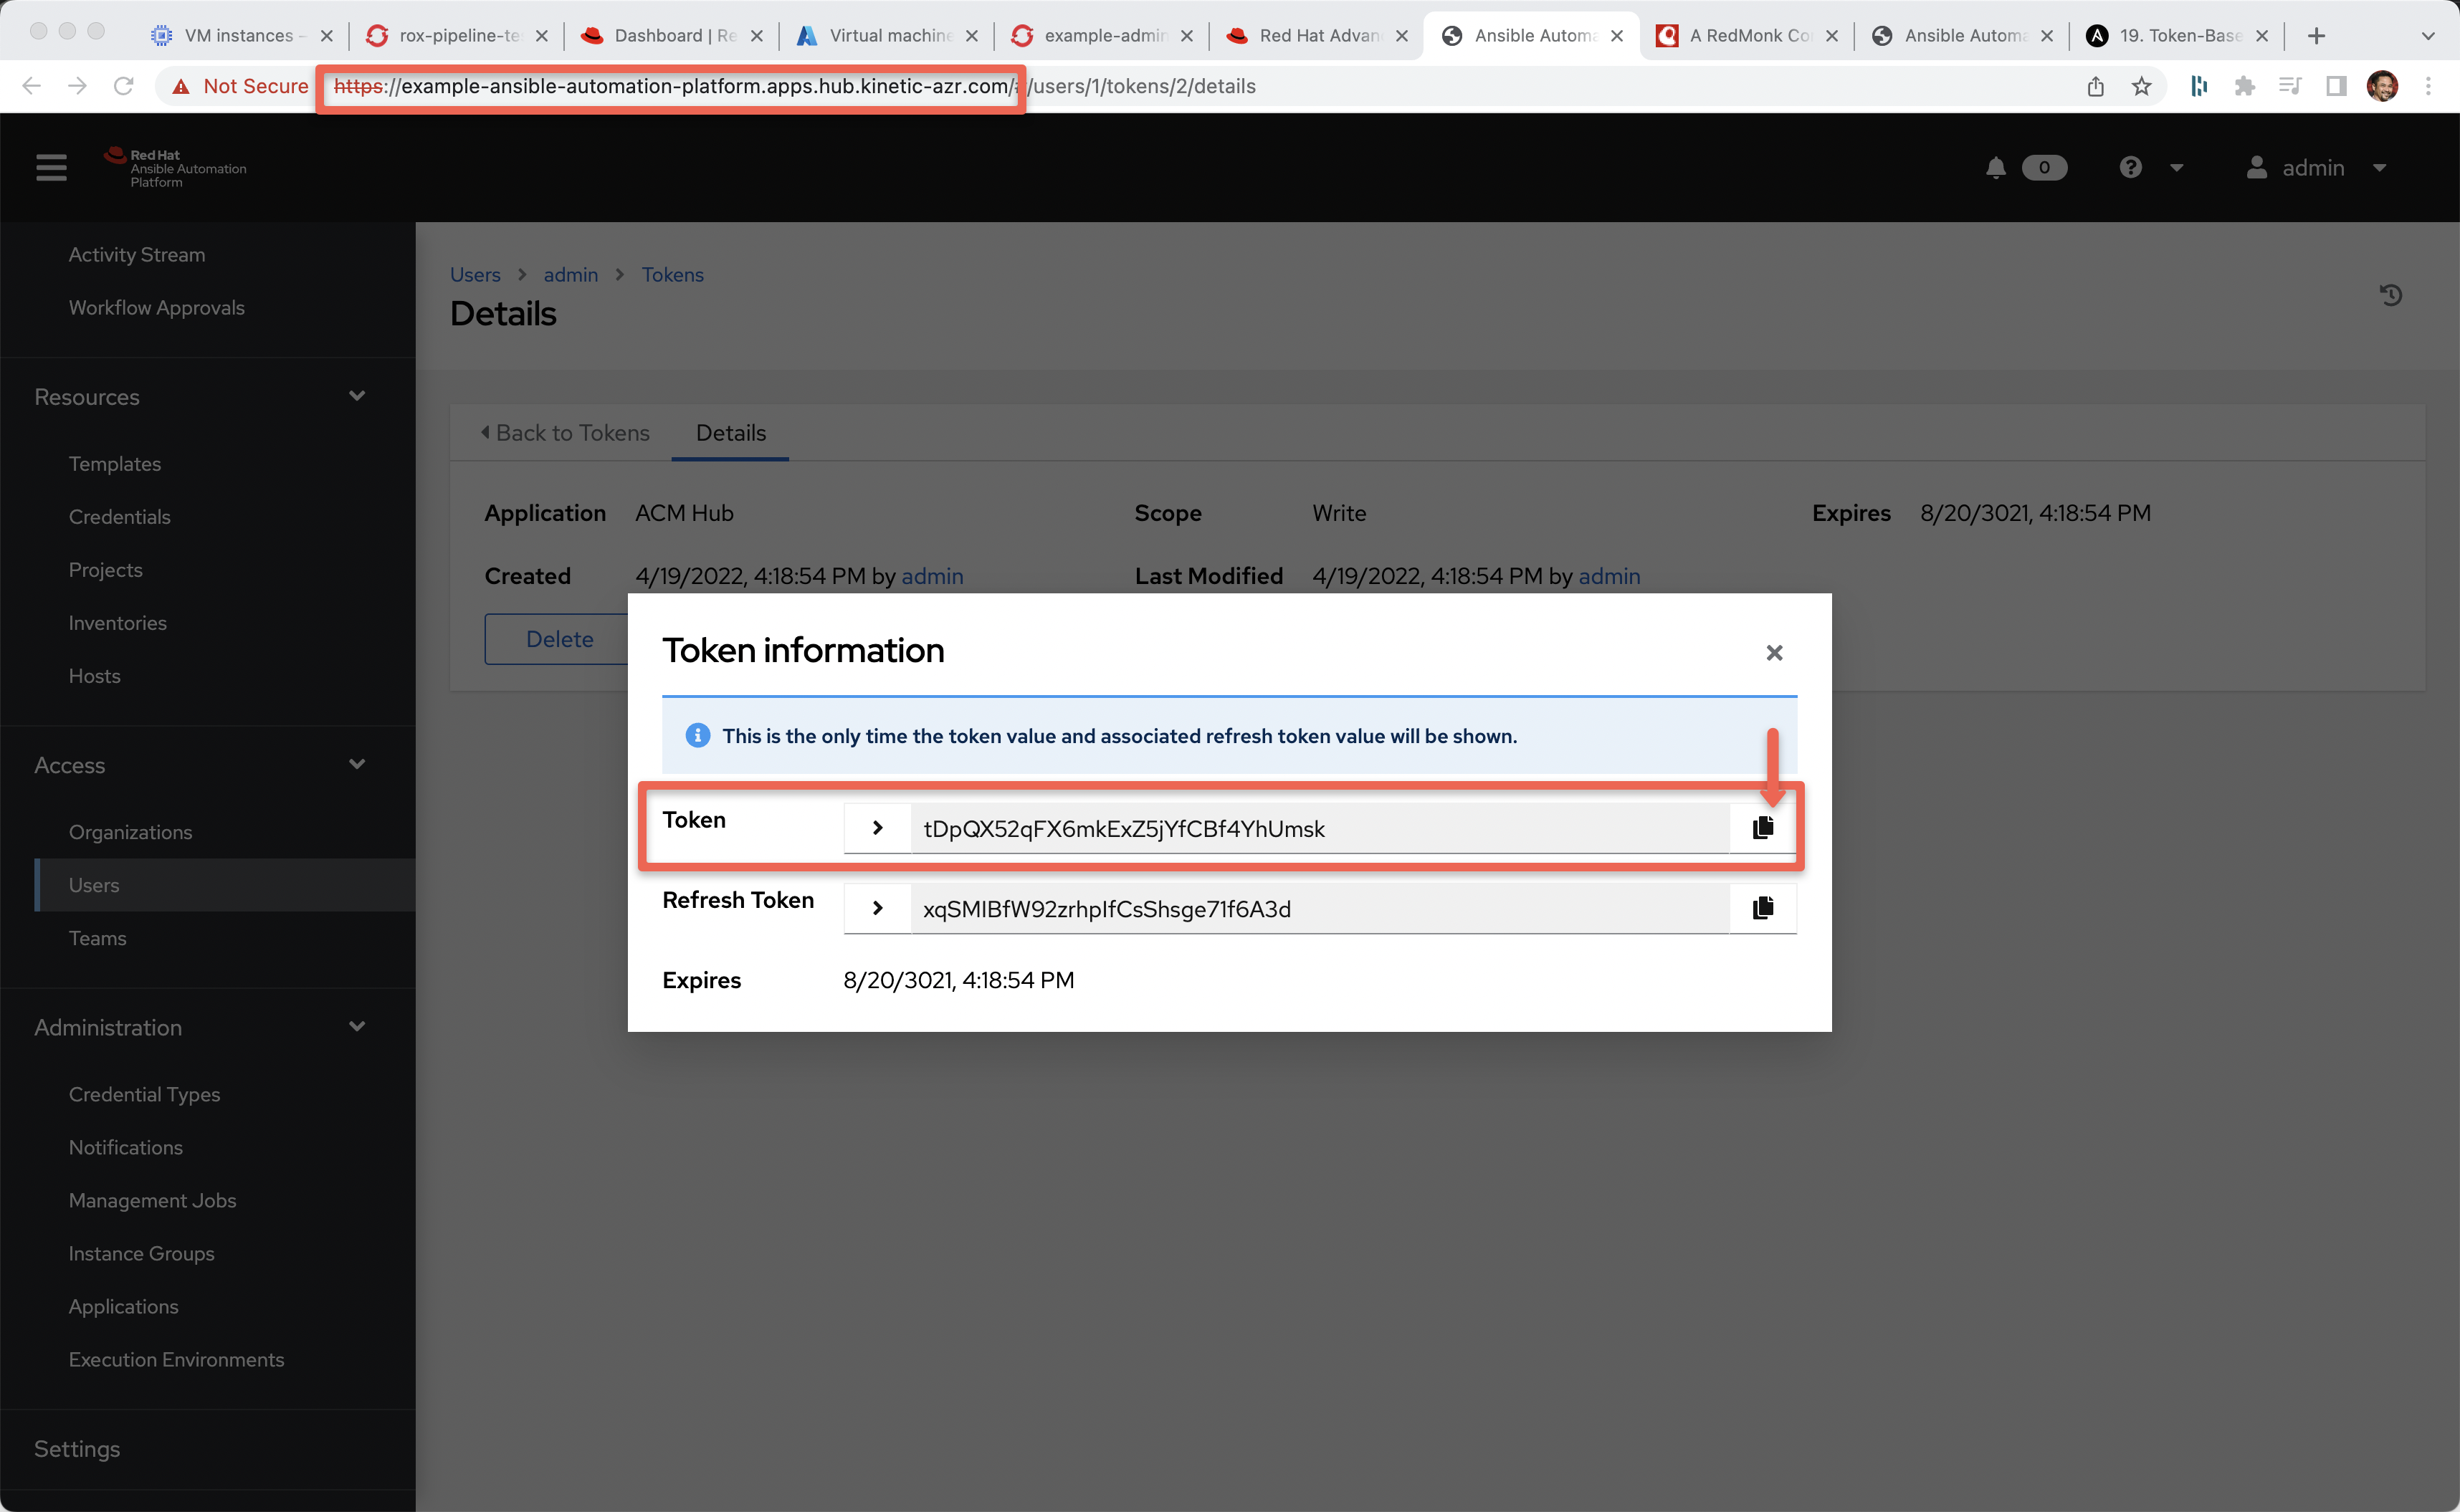 VM instances –
rox-pipeline-te
Dashboard | Re
Virtual machine
example-admin
Red Hat Advan
Ansible Automa
A RedMonk Co
Ansible Automa
19. Token-Base
Not Secure
https://example-ansible-automation-platform.apps.hub.kinetic-azr.com/#/users/1/tokens/2/details
Red Hat
Ansible Automation
Platform
0
admin
Activity Stream
Workflow Approvals
Resources
Templates
Credentials
Projects
Inventories
Hosts
Access
Organizations
Users
Teams
Administration
Credential Types
Notifications
Management Jobs
Instance Groups
Applications
Execution Environments
Settings
Users > admin > Tokens
Details
Back to Tokens
Details
Application ACM Hub
Scope Write
Expires 8/20/3021, 4:18:54 PM
Created 4/19/2022, 4:18:54 PM by admin
Last Modified 4/19/2022, 4:18:54 PM by admin
Delete
Token information
This is the only time the token value and associated refresh token value will be shown.
Token tDpQX52qFX6mkExZ5jYfCBf4YhUmsk
Refresh Token xqSMIBfW92zrhpIfCsShsge71f6A3d
Expires 8/20/3021, 4:18:54 PM